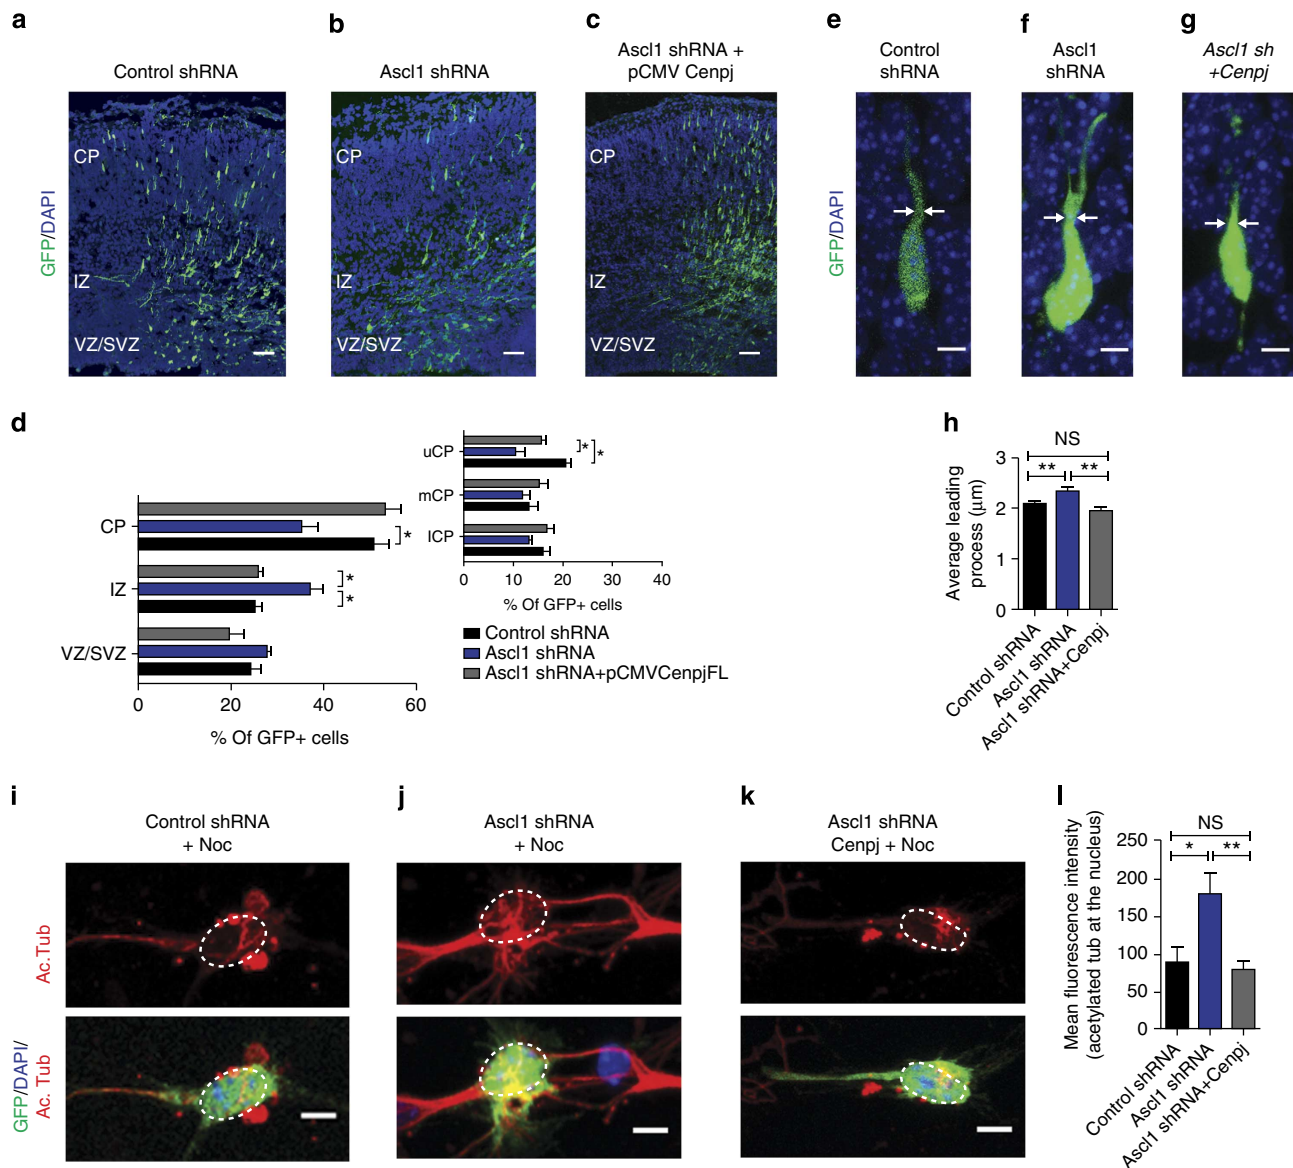 a
Control shRNA
CP
IZ
VZ/SVZ
GFP/DAPI
b
Ascl1 shRNA
CP
IZ
VZ/SVZ
c
Ascl1 shRNA +
pCMV Cenpj
CP
IZ
VZ/SVZ
e
Control
shRNA
GFP/DAPI
f
Ascl1
shRNA
g
Ascl1 sh
+Cenpj
d
CP
IZ
VZ/SVZ
*
*
*
0
20
40
60
% Of GFP+ cells
uCP
mCP
lCP
*
*
0
10
20
30
40
% Of GFP+ cells
Control shRNA
Ascl1 shRNA
Ascl1 shRNA+pCMVCenpjFL
h
NS
**
**
3
2
1
0
Average leading
process (μm)
Control shRNA
Ascl1 shRNA
Ascl1 shRNA+Cenpj
i
Control shRNA
+ Noc
Ac.Tub
GFP/DAPI/
Ac. Tub
j
Ascl1 shRNA
+ Noc
k
Ascl1 shRNA
Cenpj + Noc
l
NS
*
**
250
200
150
100
50
0
Mean fluorescence intensity
(acetylated tub at the nucleus)
Control shRNA
Ascl1 shRNA
Ascl1 shRNA+Cenpj